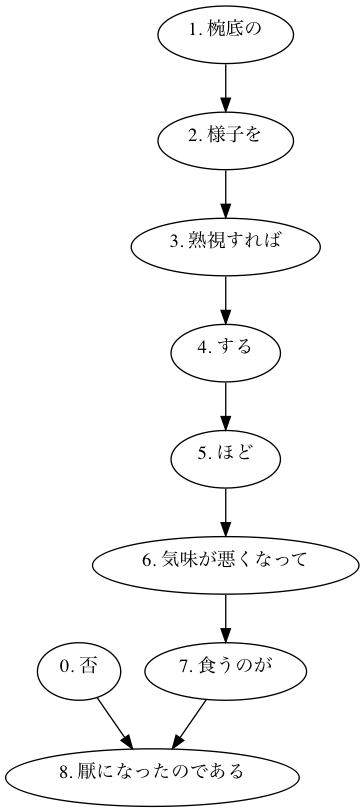 1. 椀底の
2. 様子を
3. 熟視すれば
4. する
5. ほど
6. 気味が悪くなって
0. 否
7. 食うのが
8. 厭になったのである